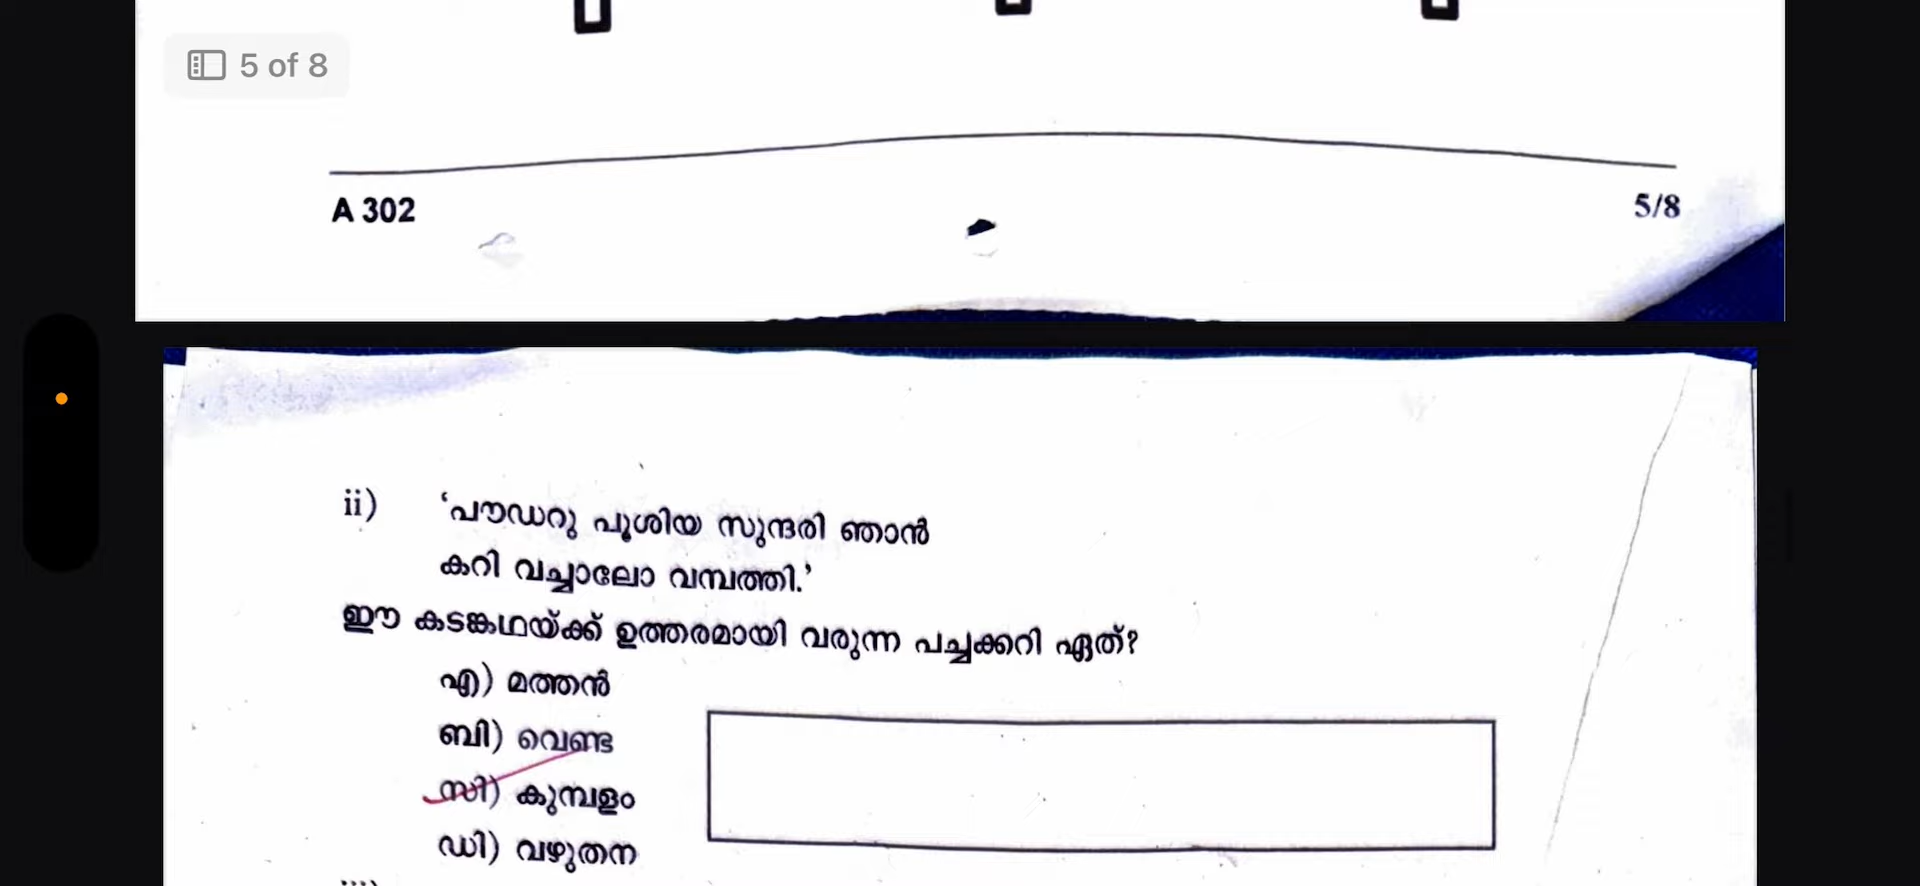 5 of 8
A 302
5/8
ii) ‘പൗഡറു പൂശിയ സുന്ദരി ഞാൻ
കറി വച്ചാലോ വമ്പത്തി.’
ഈ കടങ്കഥയ്ക്ക് ഉത്തരമായി വരുന്ന പച്ചക്കറി ഏത്?
എ) മത്തൻ
ബി) വെണ്ട
സി) കുമ്പളം
ഡി) വഴുതന